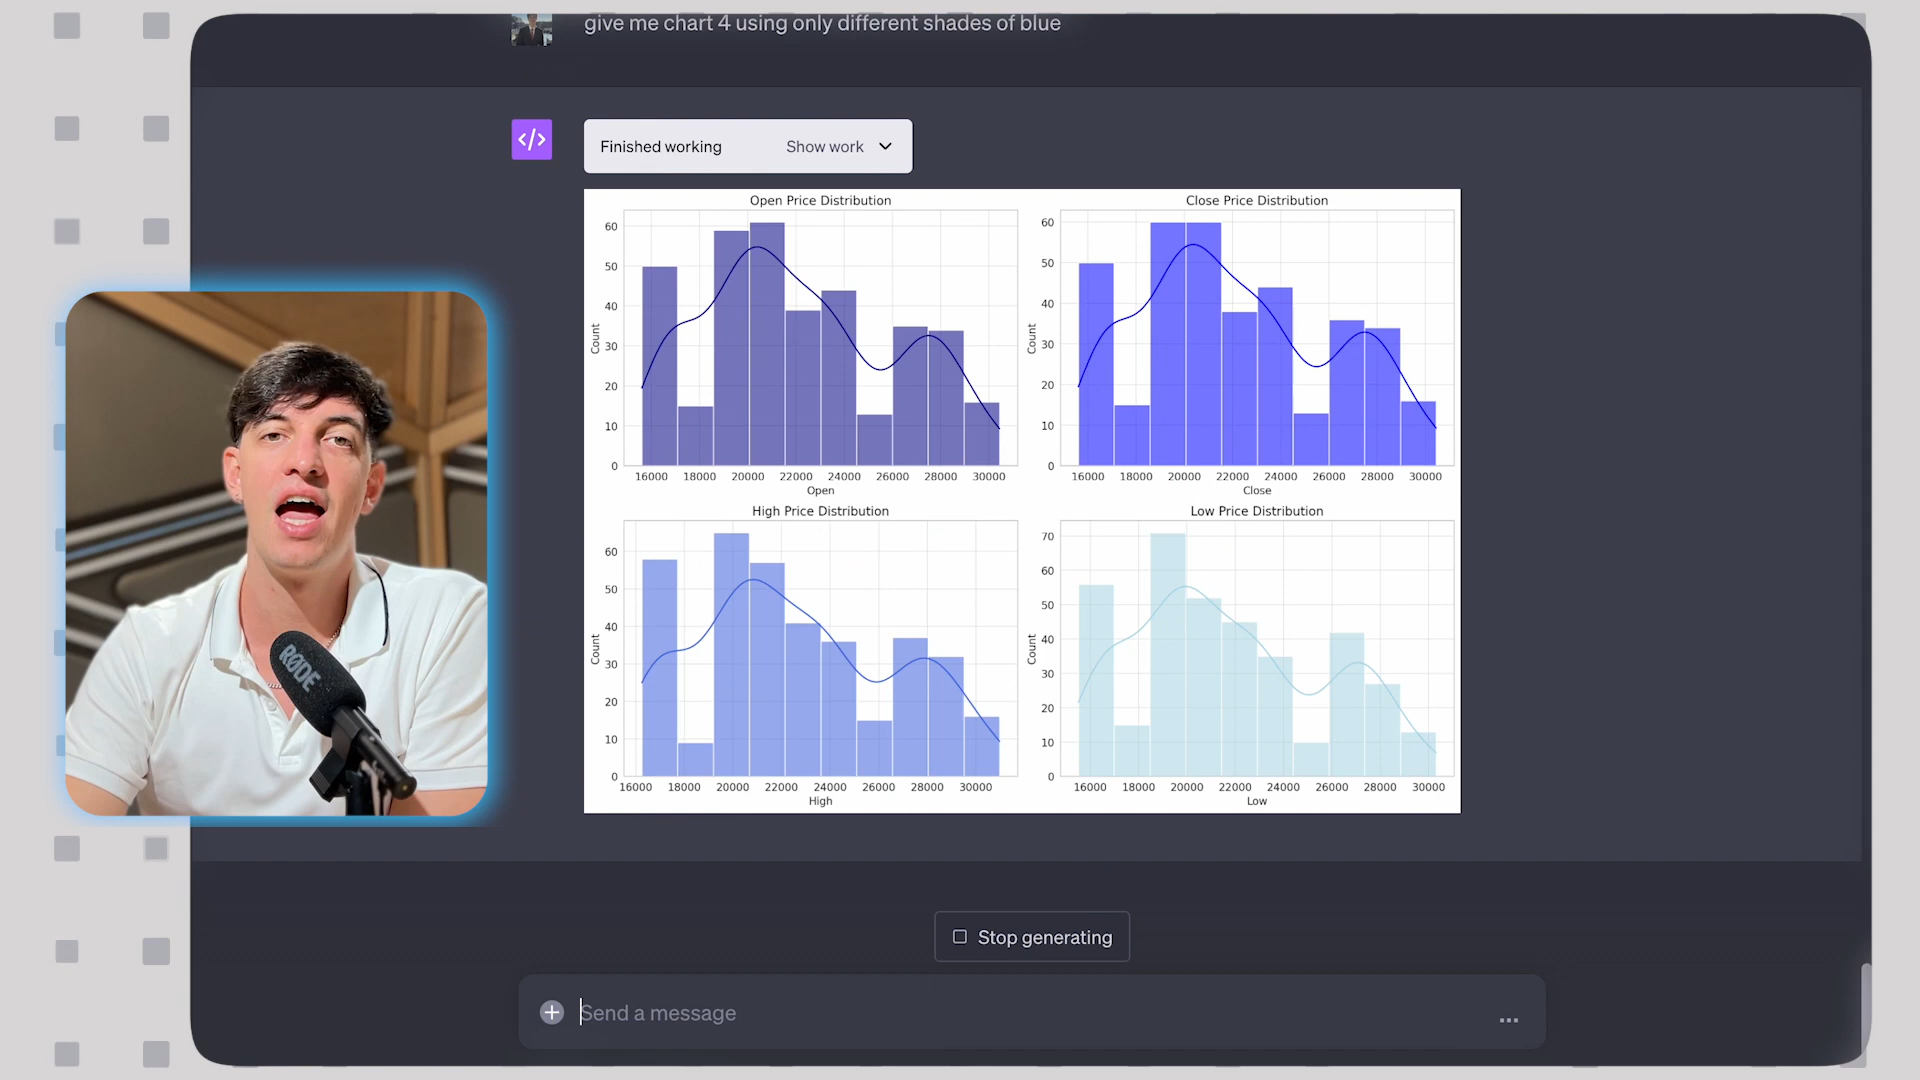 give me chart 4 using only different shades of blue
</>
Finished working Show work
Open Price Distribution
60
50
40
30
20
10
0
Count
16000 18000 20000 22000 24000 26000 28000 30000
Open
Close Price Distribution
60
50
40
30
20
10
0
Count
16000 18000 20000 22000 24000 26000 28000 30000
Close
High Price Distribution
60
50
40
30
20
10
0
Count
16000 18000 20000 22000 24000 26000 28000 30000
High
Low Price Distribution
70
60
50
40
30
20
10
0
Count
16000 18000 20000 22000 24000 26000 28000 30000
Low
RØDE
Stop generating
Send a message
...